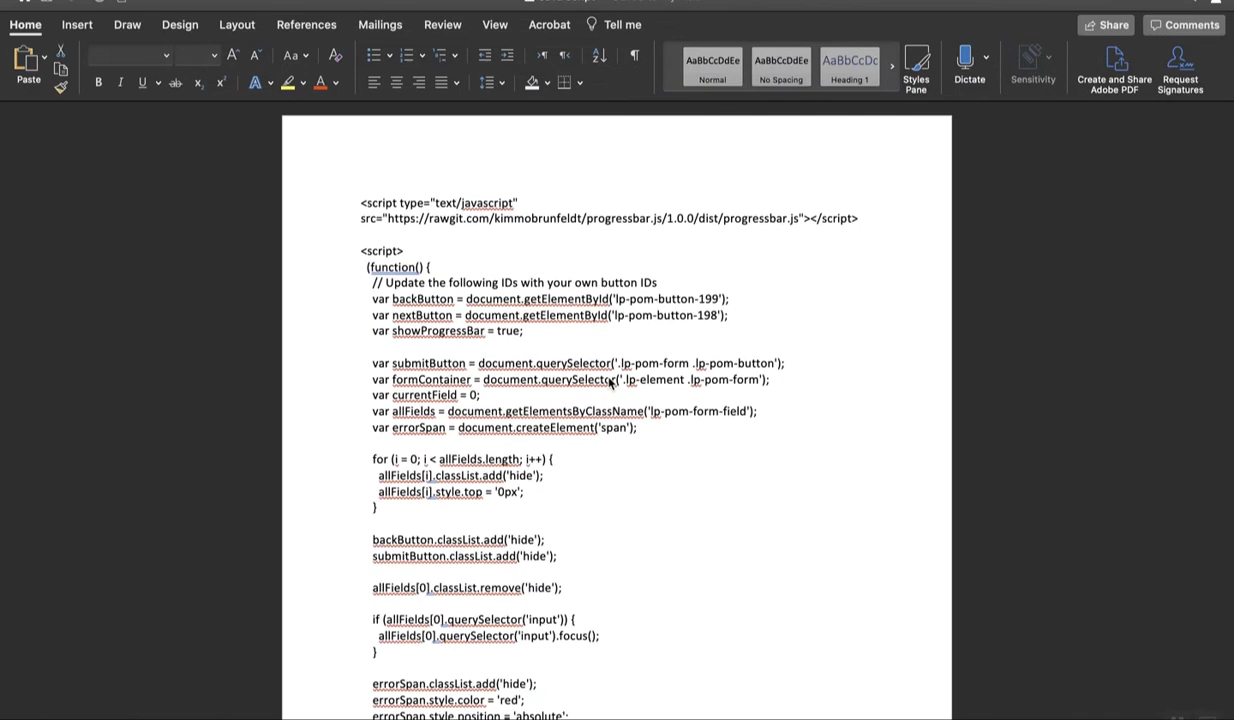 Home Insert Draw Design Layout References Mailings Review View Acrobat Tell me Share Comments
Paste
Aa
B I U ab x, x² A A
AaBbCcDdEe AaBbCcDdEe AaBbCcDc
Normal No Spacing Heading 1
Styles Pane
Dictate
Sensitivity
Create and Share Adobe PDF
Request Signatures
<script type="text/javascript"
src="https://rawgit.com/kimmobrunfeldt/progressbar.js/1.0.0/dist/progressbar.js"></script>
<script>
(function() {
// Update the following IDs with your own button IDs
var backButton = document.getElementById('lp-pom-button-199');
var nextButton = document.getElementById('lp-pom-button-198');
var showProgressBar = true;
var submitButton = document.querySelector('.lp-pom-form .lp-pom-button');
var formContainer = document.querySelector('.lp-element .lp-pom-form');
var currentField = 0;
var allFields = document.getElementsByClassName('lp-pom-form-field');
var errorSpan = document.createElement('span');
for (i = 0; i < allFields.length; i++) {
allFields[i].classList.add('hide');
allFields[i].style.top = '0px';
}
backButton.classList.add('hide');
submitButton.classList.add('hide');
allFields[0].classList.remove('hide');
if (allFields[0].querySelector('input')) {
allFields[0].querySelector('input').focus();
}
errorSpan.classList.add('hide');
errorSpan.style.color = 'red';
errorSpan.style.position = 'absolute';